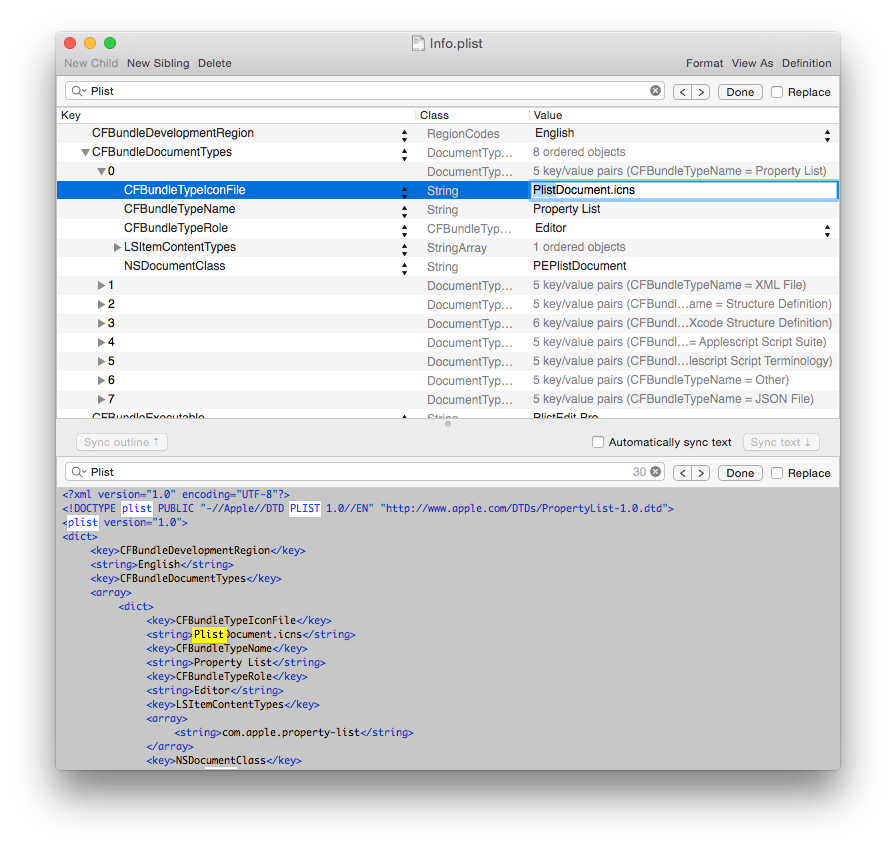 Info.plist
New Child New Sibling Delete Format View As Definition
Plist < > Done Replace
Key Class Value
CFBundleDevelopmentRegion RegionCodes English
CFBundleDocumentTypes DocumentTyp... 8 ordered objects
0 DocumentTyp... 5 key/value pairs (CFBundleTypeName = Property List)
CFBundleTypeIconFile String PlistDocument.icns
CFBundleTypeName String Property List
CFBundleTypeRole CFBundleTyp... Editor
LSItemContentTypes StringArray 1 ordered objects
NSDocumentClass String PEPlistDocument
1 DocumentTyp... 5 key/value pairs (CFBundleTypeName = XML File)
2 DocumentTyp... 5 key/value pairs (CFBundl...ame = Structure Definition)
3 DocumentTyp... 6 key/value pairs (CFBundl...Xcode Structure Definition)
4 DocumentTyp... 5 key/value pairs (CFBundl...= Applescript Script Suite)
5 DocumentTyp... 5 key/value pairs (CFBundl...lescript Script Terminology)
6 DocumentTyp... 5 key/value pairs (CFBundleTypeName = Other)
7 DocumentTyp... 5 key/value pairs (CFBundleTypeName = JSON File)
CFBundleExecutable String PlistEdit Pro
Sync outline ↑ Automatically sync text Sync text ↓
Plist 30 < > Done Replace
<?xml version="1.0" encoding="UTF-8"?>
<!DOCTYPE plist PUBLIC "-//Apple//DTD PLIST 1.0//EN" "http://www.apple.com/DTDs/PropertyList-1.0.dtd">
<plist version="1.0">
<dict>
<key>CFBundleDevelopmentRegion</key>
<string>English</string>
<key>CFBundleDocumentTypes</key>
<array>
<dict>
<key>CFBundleTypeIconFile</key>
<string>PlistDocument.icns</string>
<key>CFBundleTypeName</key>
<string>Property List</string>
<key>CFBundleTypeRole</key>
<string>Editor</string>
<key>LSItemContentTypes</key>
<array>
<string>com.apple.property-list</string>
</array>
<key>NSDocumentClass</key>